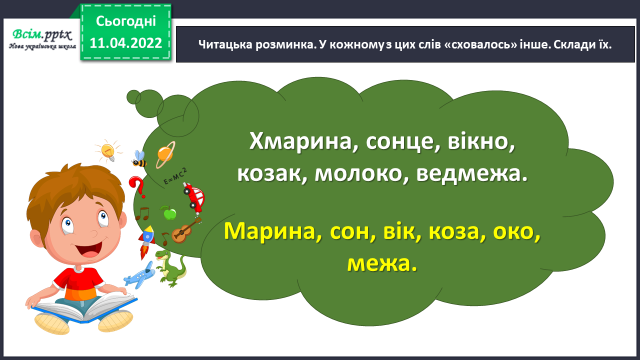 Всім.pptx
Нова українська школа
Сьогодні
11.04.2022
Читацька розминка. У кожному з цих слів «сховалось» інше. Склади їх.
E=MC2
Хмарина, сонце, вікно,
козак, молоко, ведмежа.
Марина, сон, вік, коза, око,
межа.